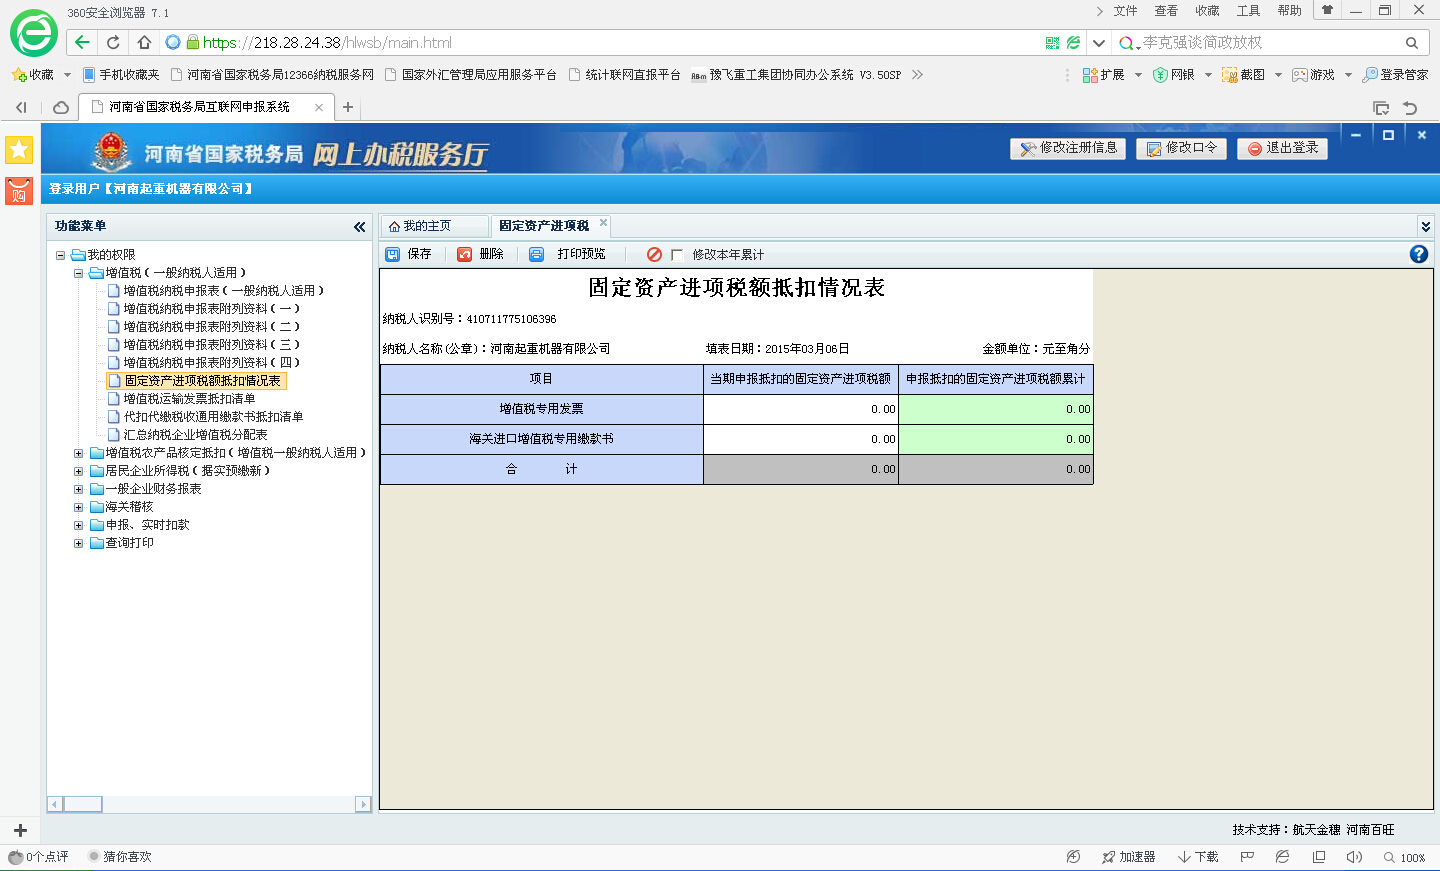 360安全浏览器 7.1
文件 查看 收藏 工具 帮助
https://218.28.24.38/hlwsb/main.html
李克强谈简政放权
收藏 手机收藏夹 河南省国家税务局12366纳税服务网 国家外汇管理局应用服务平台 统计联网直报平台 RBm 豫飞重工集团协同办公系统 V3.50SP
扩展 网银 截图 游戏 登录管家
河南省国家税务局互联网申报系统
河南省国家税务局 网上办税服务厅
修改注册信息 修改口令 退出登录
购
登录用户【河南起重机器有限公司】
功能菜单
我的主页 固定资产进项税
保存 删除 打印预览 修改本年累计
我的权限
增值税（一般纳税人适用）
增值税纳税申报表（一般纳税人适用）
增值税纳税申报表附列资料（一）
增值税纳税申报表附列资料（二）
增值税纳税申报表附列资料（三）
增值税纳税申报表附列资料（四）
固定资产进项税额抵扣情况表
增值税运输发票抵扣清单
代扣代缴税收通用缴款书抵扣清单
汇总纳税企业增值税分配表
增值税农产品核定抵扣（增值税一般纳税人适用）
居民企业所得税（据实预缴新）
一般企业财务报表
海关稽核
申报、实时扣款
查询打印
固定资产进项税额抵扣情况表
纳税人识别号：410711775106396
纳税人名称(公章)：河南起重机器有限公司 填表日期：2015年03月06日 金额单位：元至角分
项目 当期申报抵扣的固定资产进项税额 申报抵扣的固定资产进项税额累计
增值税专用发票 0.00 0.00
海关进口增值税专用缴款书 0.00 0.00
合 计 0.00 0.00
技术支持：航天金穗 河南百旺
0个点评 猜你喜欢
加速器 下载 100%